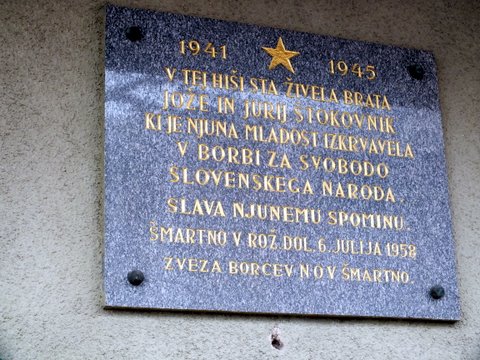 1941 1945
V TEJ HIŠI STA ŽIVELA BRATA
JOŽE IN JURIJ ŠTOKOVNIK
KI JE NJUNA MLADOST IZKRVAVELA
V BORBI ZA SVOBODO
SLOVENSKEGA NARODA.
SLAVA NJUNEMU SPOMINU.
ŠMARTNO V ROŽ. DOL. 6. JULIJA 1958
ZVEZA BORCEV N·O·V ŠMARTNO.